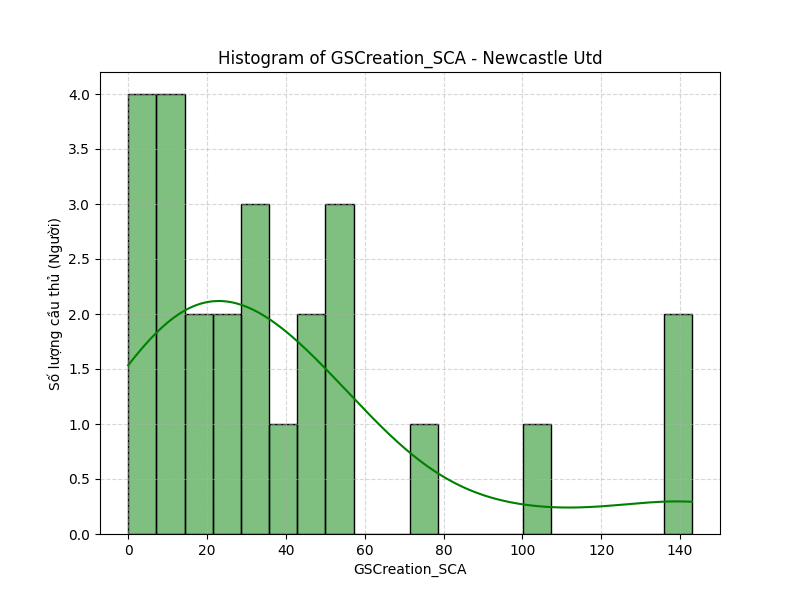 Histogram of GSCreation_SCA - Newcastle Utd
Số lượng cầu thủ (Người)
4.0
3.5
3.0
2.5
2.0
1.5
1.0
0.5
0.0
0 20 40 60 80 100 120 140
GSCreation_SCA